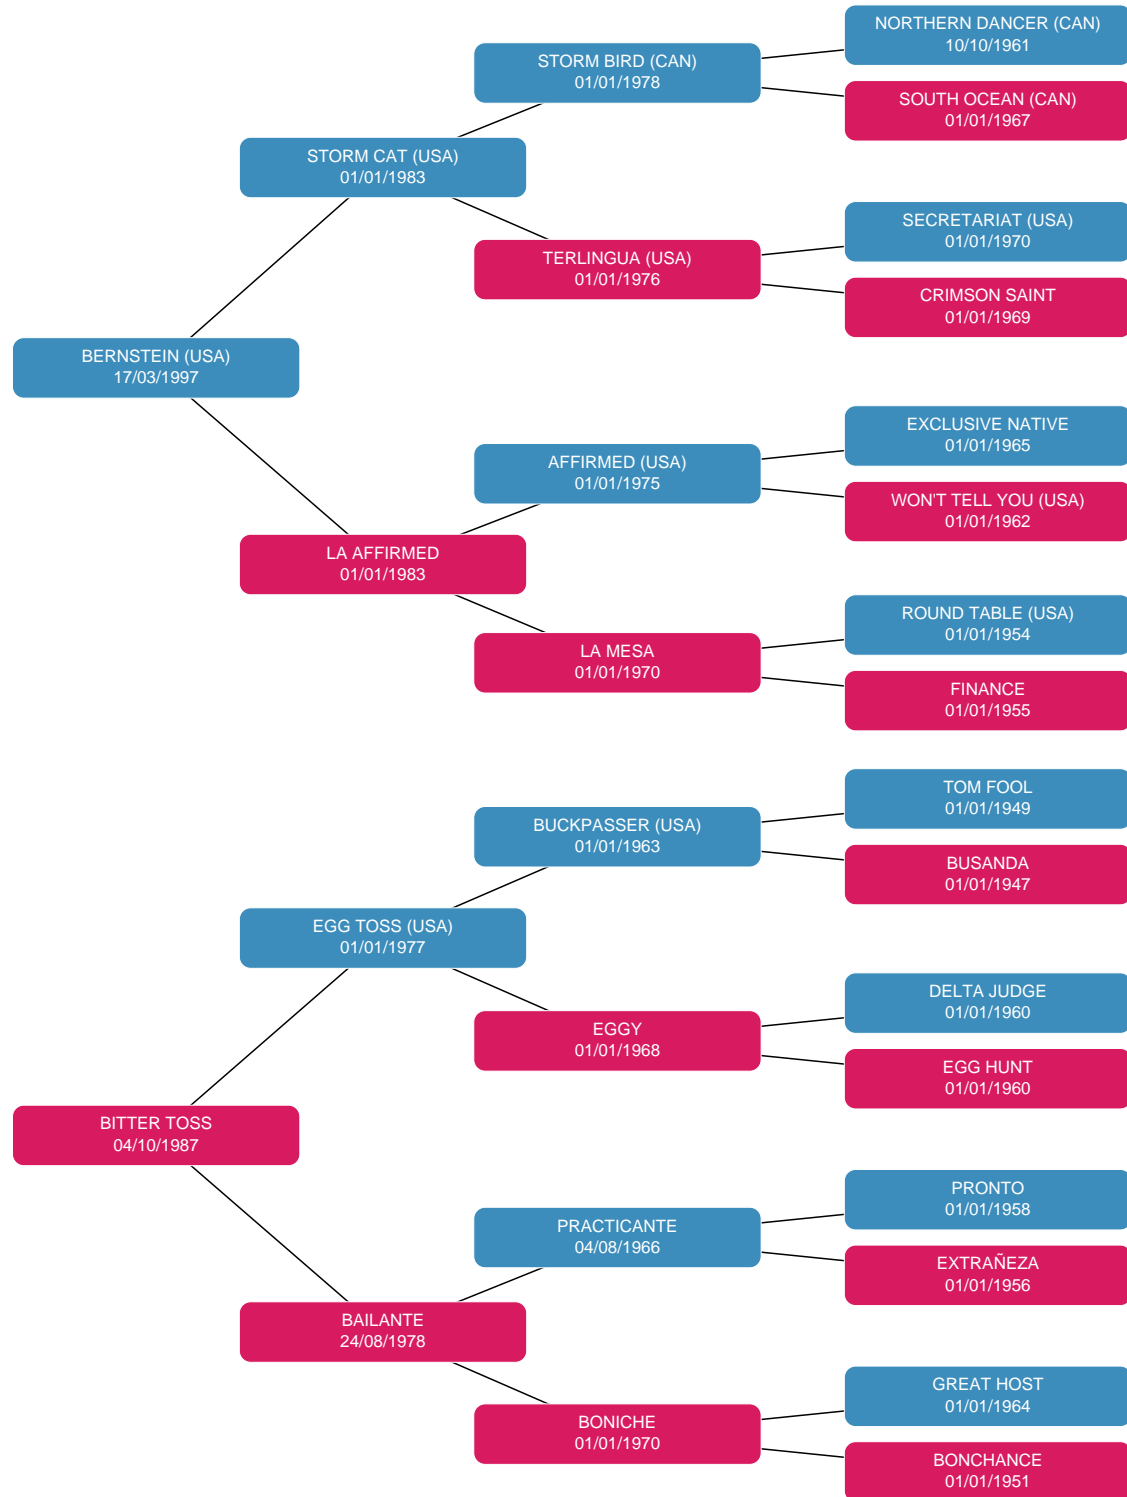 NORTHERN DANCER (CAN)
10/10/1961
STORM BIRD (CAN)
01/01/1978
SOUTH OCEAN (CAN)
01/01/1967
STORM CAT (USA)
01/01/1983
SECRETARIAT (USA)
01/01/1970
TERLINGUA (USA)
01/01/1976
CRIMSON SAINT
01/01/1969
BERNSTEIN (USA)
17/03/1997
EXCLUSIVE NATIVE
01/01/1965
AFFIRMED (USA)
01/01/1975
WON'T TELL YOU (USA)
01/01/1962
LA AFFIRMED
01/01/1983
ROUND TABLE (USA)
01/01/1954
LA MESA
01/01/1970
FINANCE
01/01/1955
TOM FOOL
01/01/1949
BUCKPASSER (USA)
01/01/1963
BUSANDA
01/01/1947
EGG TOSS (USA)
01/01/1977
DELTA JUDGE
01/01/1960
EGGY
01/01/1968
EGG HUNT
01/01/1960
BITTER TOSS
04/10/1987
PRONTO
01/01/1958
PRACTICANTE
04/08/1966
EXTRAÑEZA
01/01/1956
BAILANTE
24/08/1978
GREAT HOST
01/01/1964
BONICHE
01/01/1970
BONCHANCE
01/01/1951